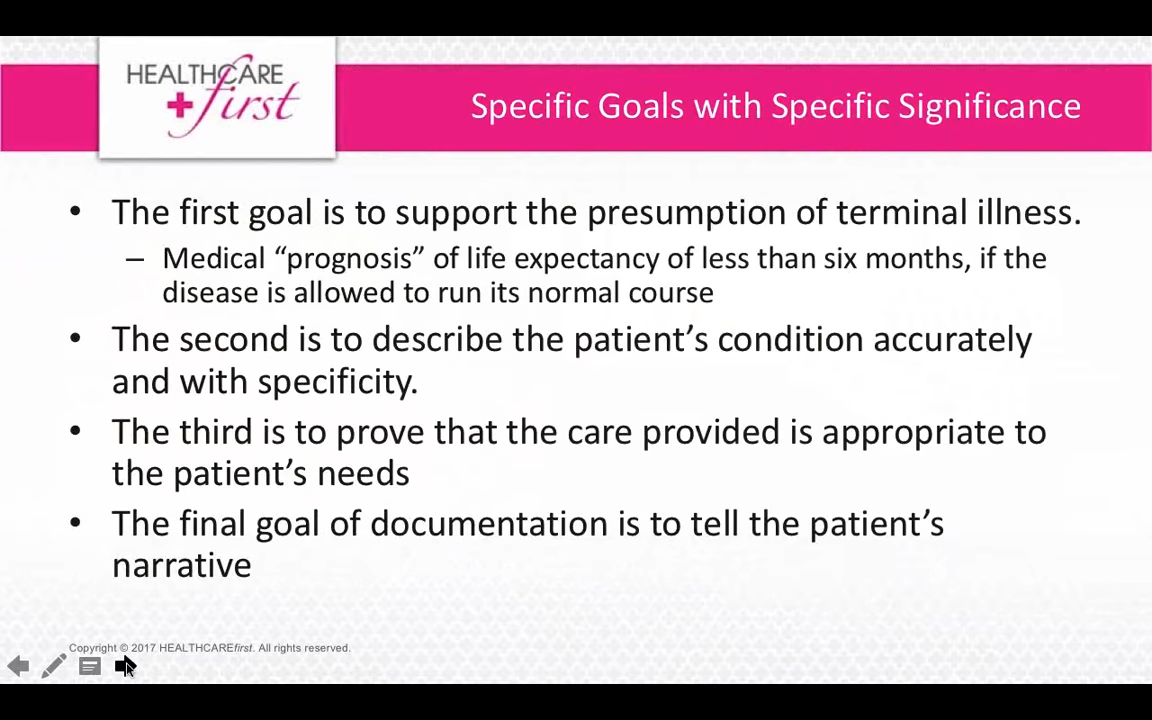 HEALTHCARE
first
Specific Goals with Specific Significance
• The first goal is to support the presumption of terminal illness.
– Medical “prognosis” of life expectancy of less than six months, if the
disease is allowed to run its normal course
• The second is to describe the patient’s condition accurately
and with specificity.
• The third is to prove that the care provided is appropriate to
the patient’s needs
• The final goal of documentation is to tell the patient’s
narrative
Copyright © 2017 HEALTHCAREfirst. All rights reserved.